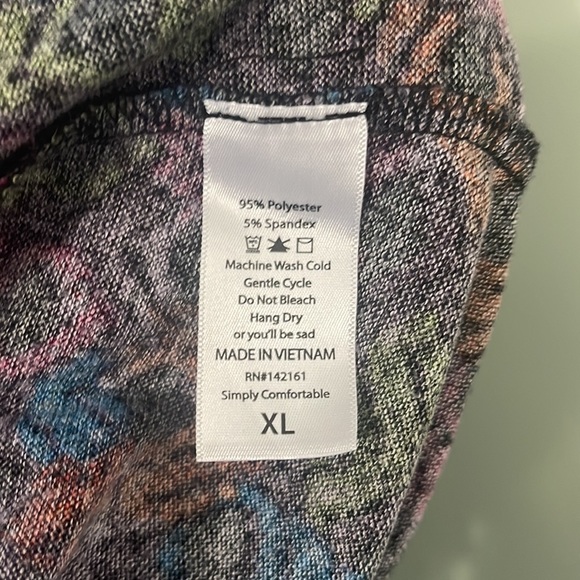 95% Polyester
5% Spandex
Machine Wash Cold
Gentle Cycle
Do Not Bleach
Hang Dry
or you'll be sad
MADE IN VIETNAM
RN#142161
Simply Comfortable
XL